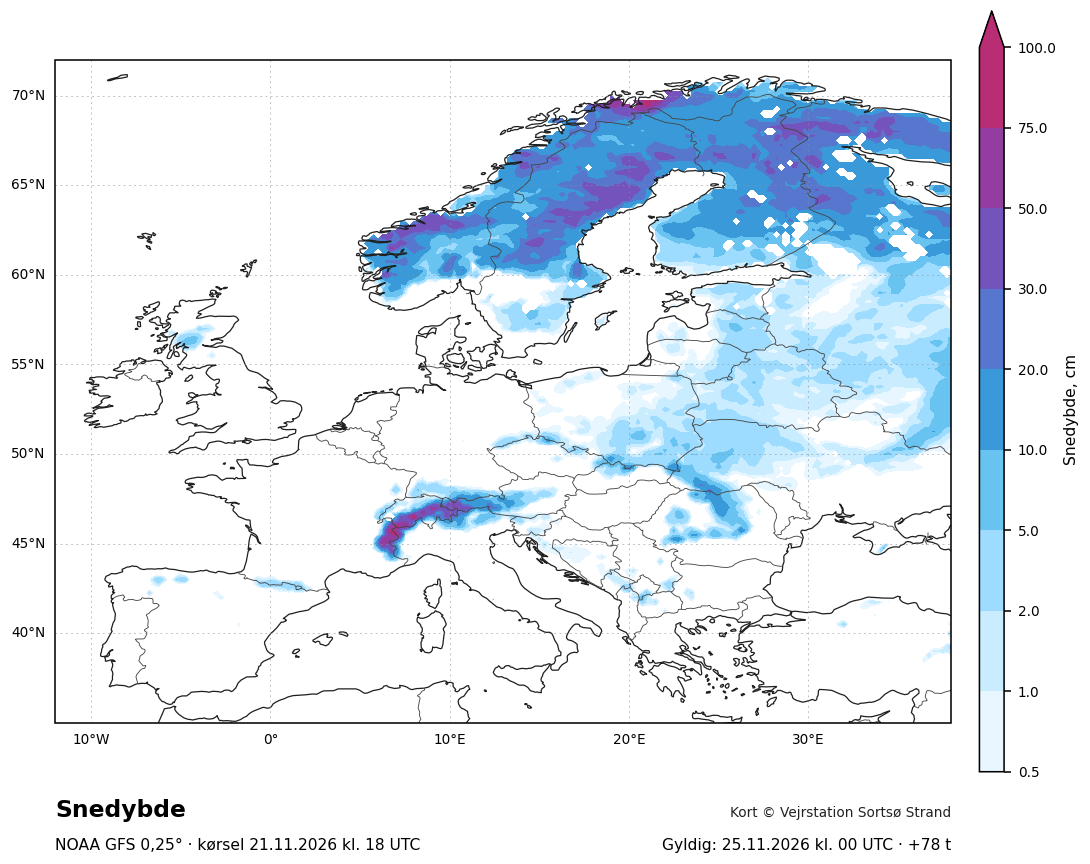 100.0
75.0
50.0
30.0
20.0
10.0
5.0
2.0
1.0
0.5
Snedybde, cm
70°N
65°N
60°N
55°N
50°N
45°N
40°N
10°W
0°
10°E
20°E
30°E
Snedybde
Kort © Vejrstation Sortsø Strand
NOAA GFS 0,25° · kørsel 21.11.2026 kl. 18 UTC
Gyldig: 25.11.2026 kl. 00 UTC · +78 t